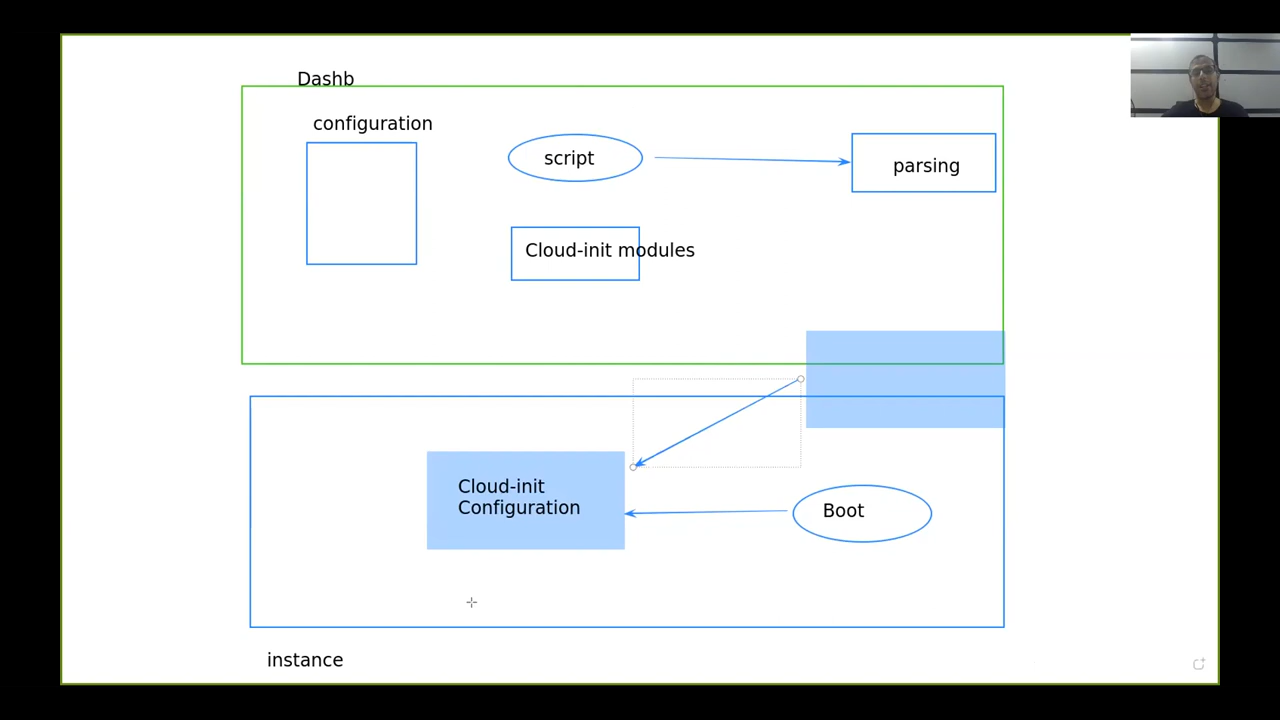 Dashb
configuration
script
parsing
Cloud-init modules
Cloud-init
Configuration
Boot
instance